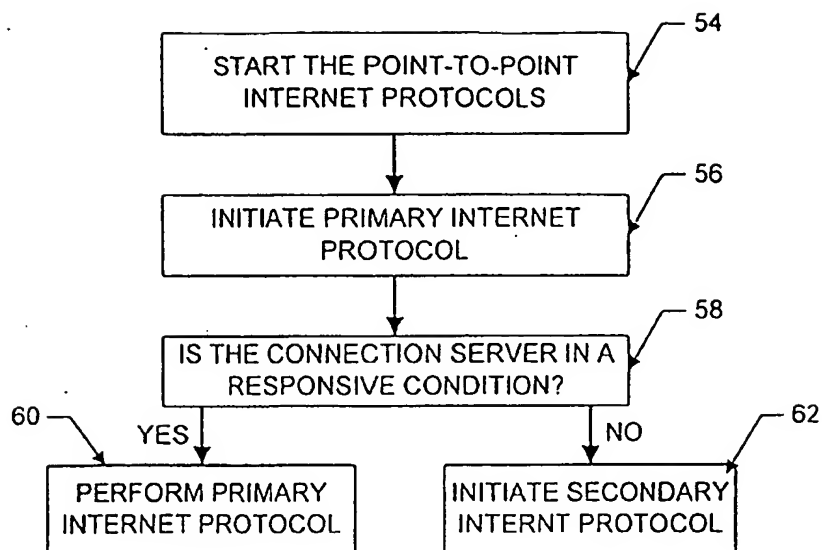 54
START THE POINT-TO-POINT
INTERNET PROTOCOLS
56
INITIATE PRIMARY INTERNET
PROTOCOL
58
IS THE CONNECTION SERVER IN A
RESPONSIVE CONDITION?
60
YES
NO
62
PERFORM PRIMARY
INTERNET PROTOCOL
INITIATE SECONDARY
INTERNT PROTOCOL